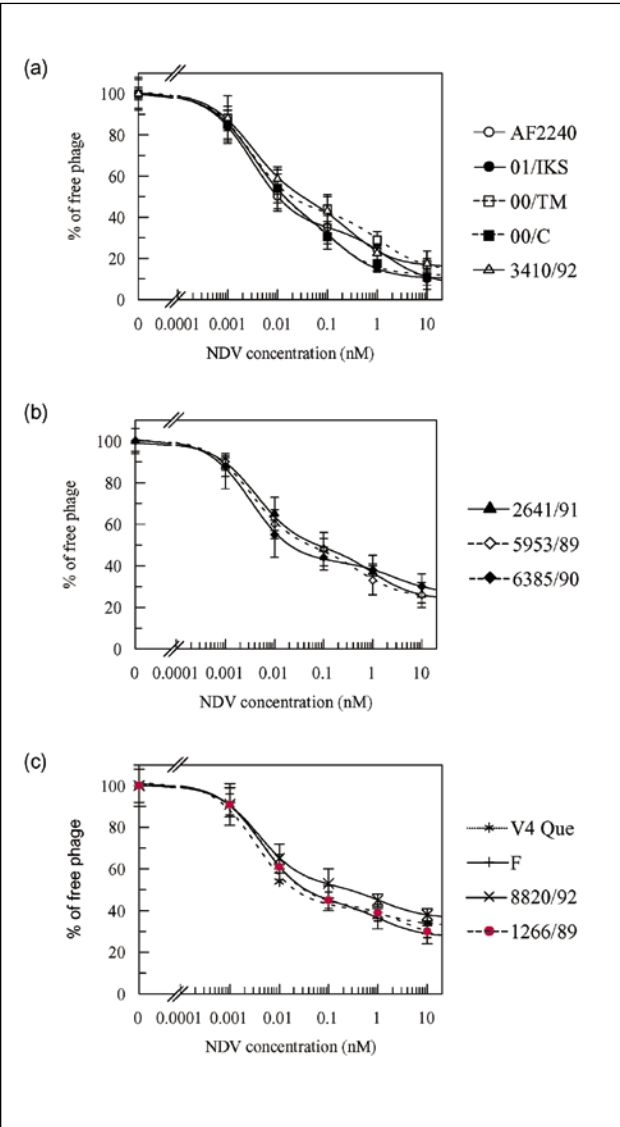 (a)
100
80
60
40
20
0
% of free phage
0 0.0001 0.001 0.01 0.1 1 10
NDV concentration (nM)
AF2240
01/IKS
00/TM
00/C
3410/92
(b)
100
80
60
40
20
0
% of free phage
0 0.0001 0.001 0.01 0.1 1 10
NDV concentration (nM)
2641/91
5953/89
6385/90
(c)
100
80
60
40
20
0
% of free phage
0 0.0001 0.001 0.01 0.1 1 10
NDV concentration (nM)
V4 Que
F
8820/92
1266/89